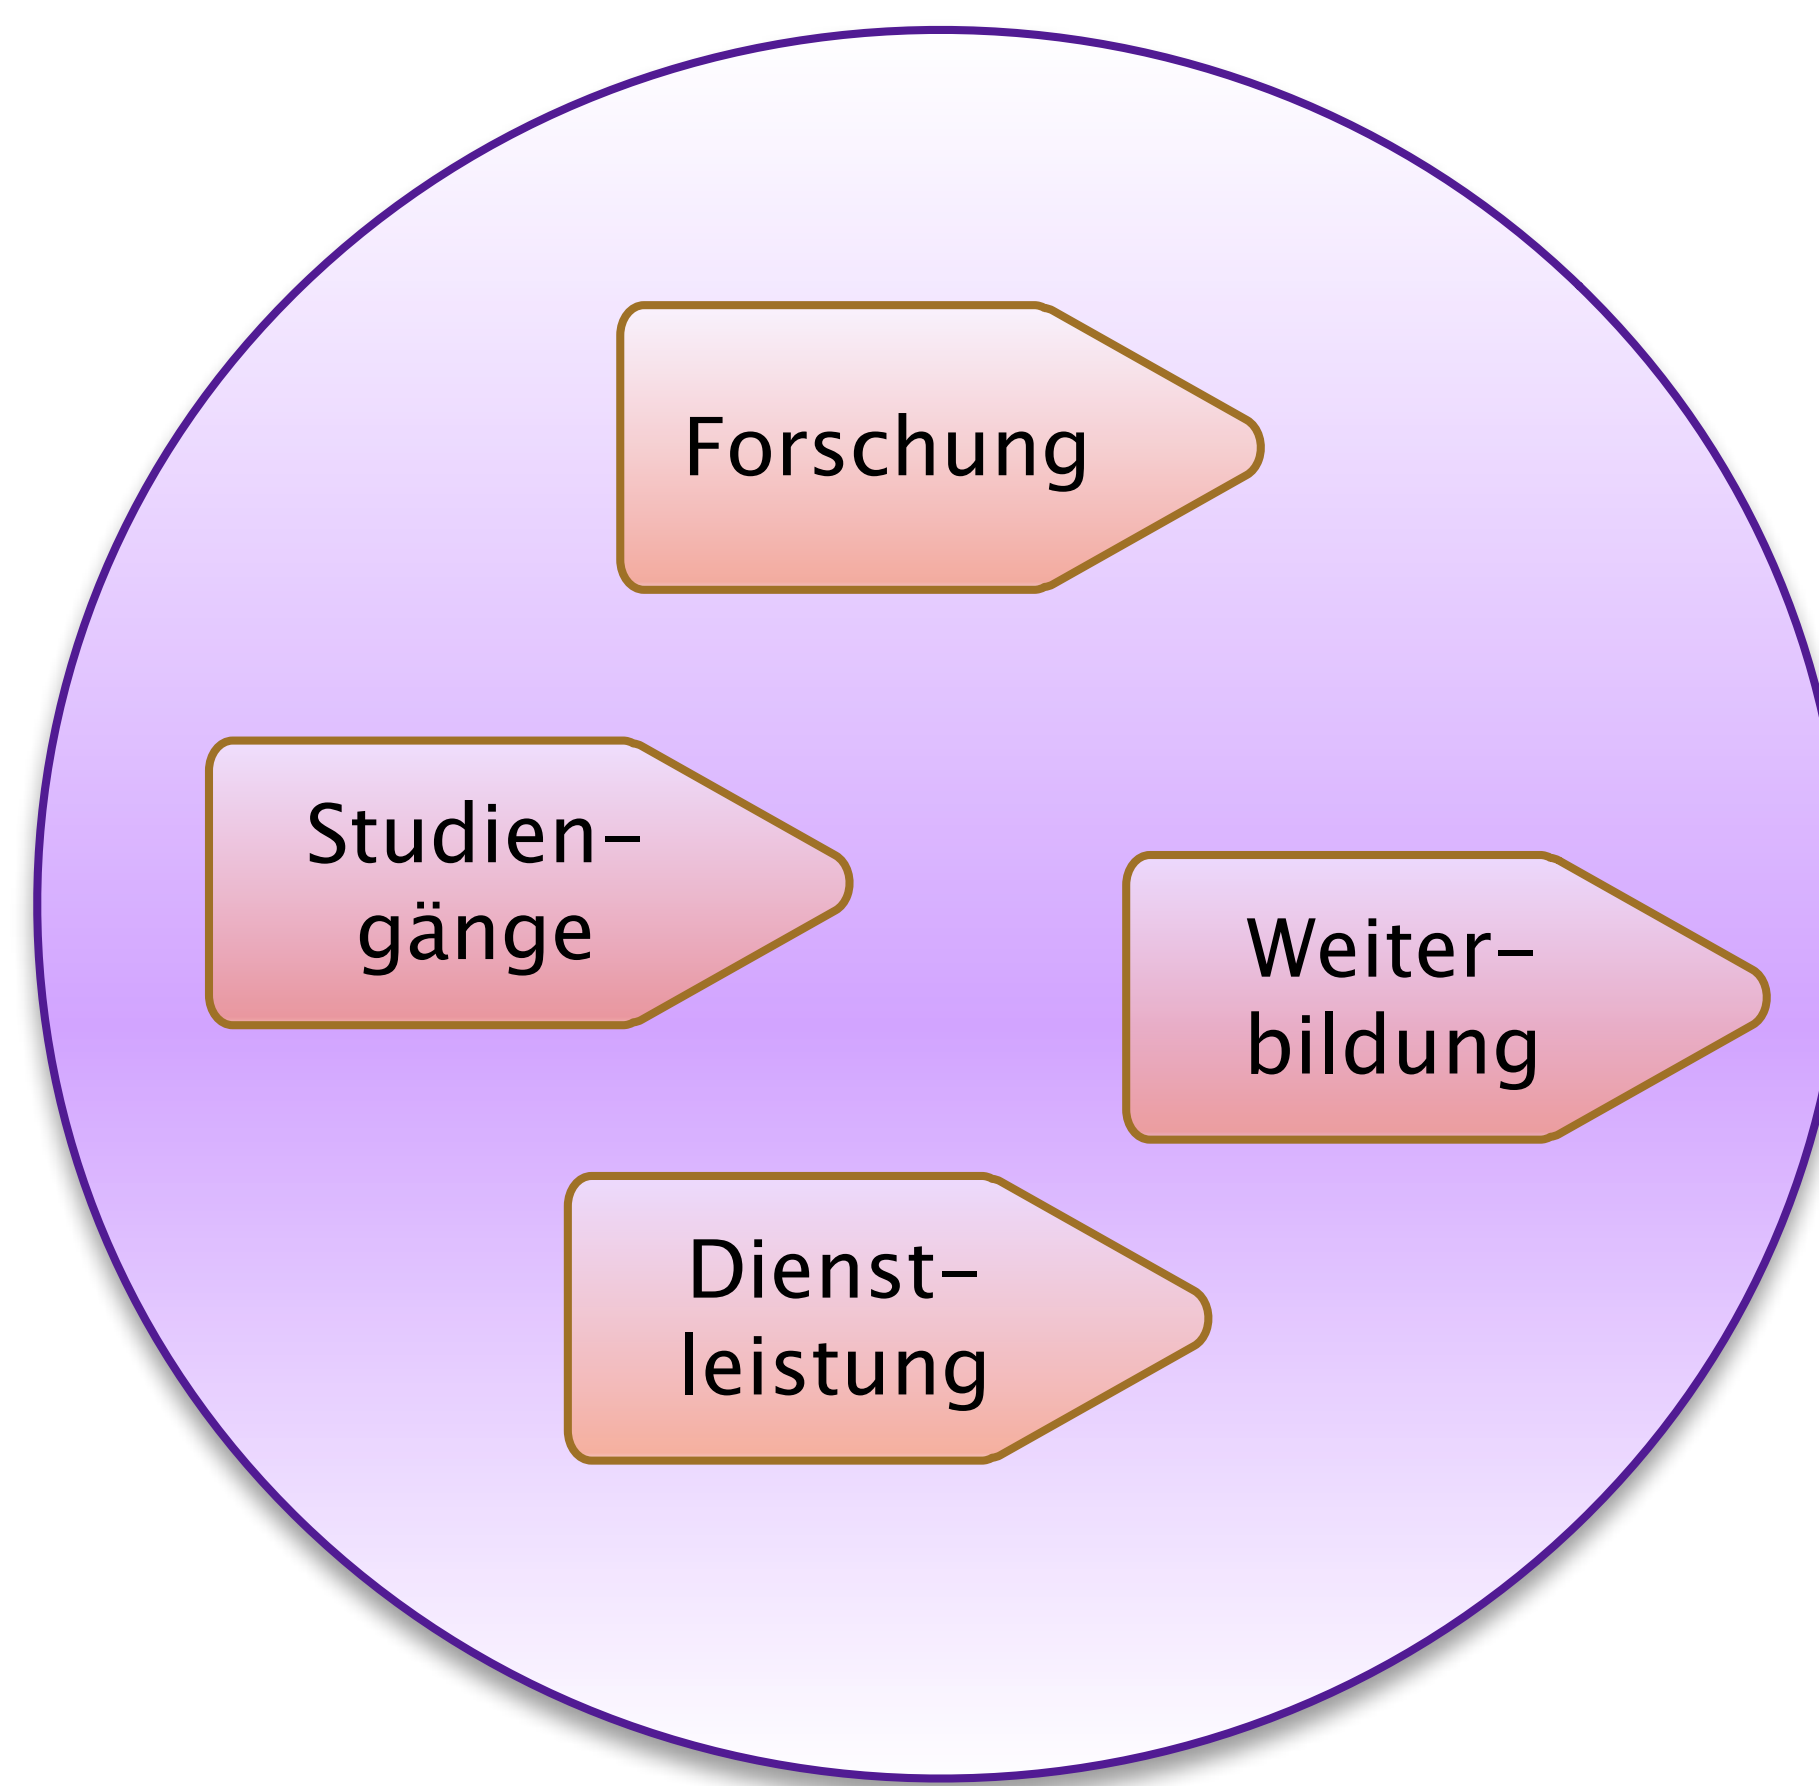 Forschung
Studien-
gänge
Weiter-
bildung
Dienst-
leistung